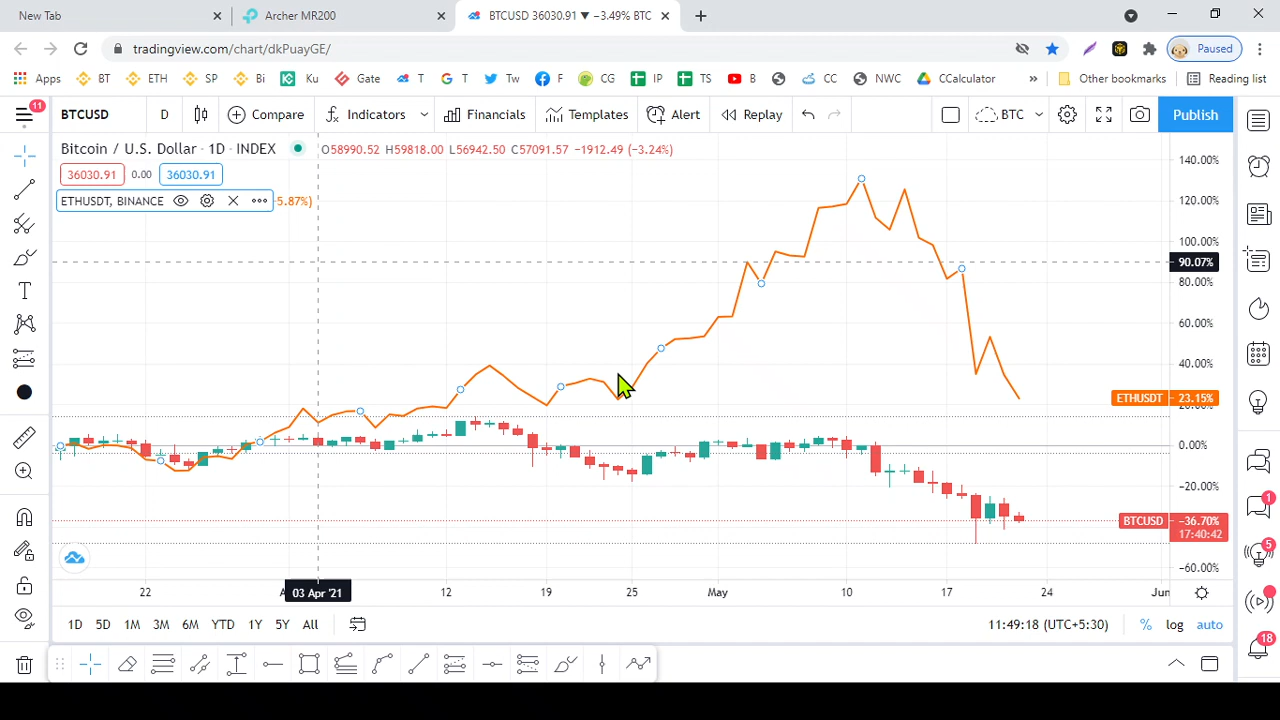 New Tab
Archer MR200
BTCUSD 36030.91 ▼ −3.49% BTC
tradingview.com/chart/dkPuayGE/
Paused
Apps BT ETH SP Bi Ku Gate T T Tw F CG IP TS B CC NWC CCalculator » Other bookmarks Reading list
11
BTCUSD D Compare Indicators Financials Templates Alert Replay BTC Publish
Bitcoin / U.S. Dollar · 1D · INDEX O58990.52 H59818.00 L56942.50 C57091.57 −1912.49 (−3.24%)
36030.91 0.00 36030.91
ETHUSDT, BINANCE 5.87%)
140.00%
120.00%
100.00%
90.07%
80.00%
60.00%
40.00%
ETHUSDT 23.15%
0.00%
−20.00%
BTCUSD −36.70%
17:40:42
−60.00%
22 03 Apr '21 12 19 25 May 10 17 24 Jun
1D 5D 1M 3M 6M YTD 1Y 5Y All 11:49:18 (UTC+5:30) % log auto
1
5
18